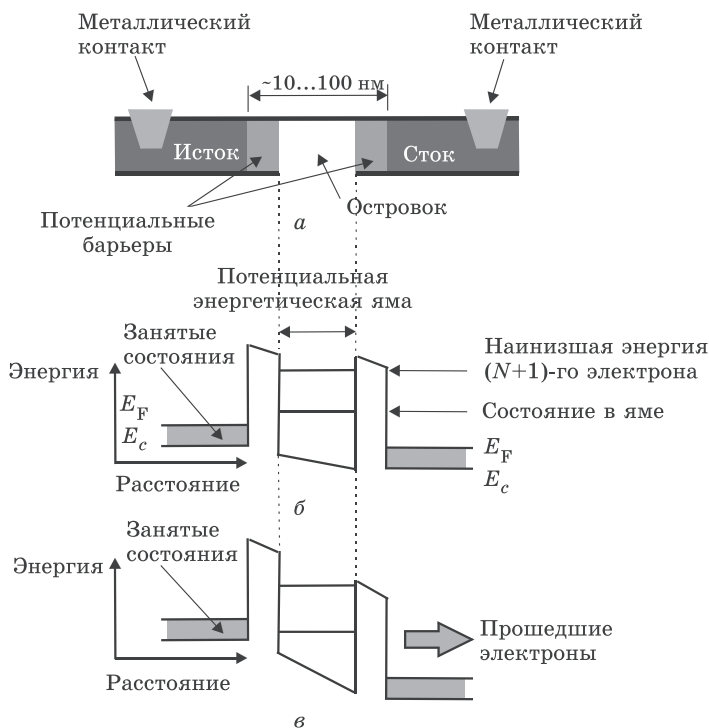 Металлический
контакт
Металлический
контакт
~10...100 нм
Исток
Сток
Потенциальные
барьеры
Островок
а
Потенциальная
энергетическая яма
Занятые
состояния
Энергия
E_F
E_c
Расстояние
Наинизшая энергия
(N+1)-го электрона
Состояние в яме
E_F
E_c
б
Занятые
состояния
Энергия
Расстояние
Прошедшие
электроны
в